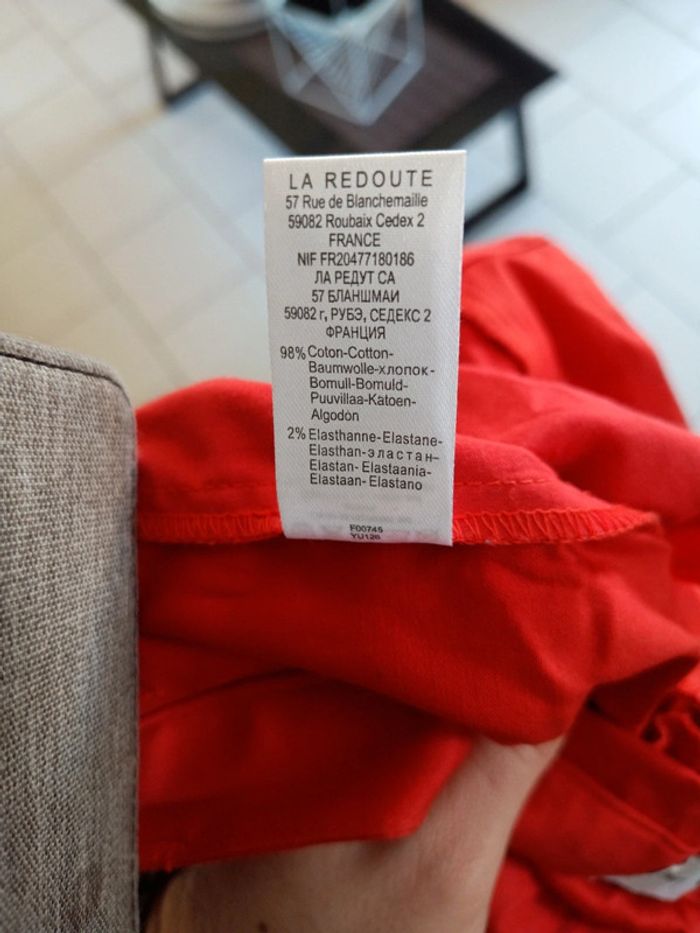 LA REDOUTE
57 Rue de Blanchemaille
59082 Roubaix Cedex 2
FRANCE
NIF FR20477180186
ЛА РЕДУТ СА
57 БЛАНШМАИ
59082 г, РУБЭ, СЕДЕКС 2
ФРАНЦИЯ
98% Coton-Cotton-
Baumwolle-хлопок-
Bomull-Bomuld-
Puuvillaa-Katoen-
Algodón
2% Elasthanne-Elastane-
Elasthan-эластан-
Elastan- Elastaania-
Elastaan- Elastano
F00745
YU126